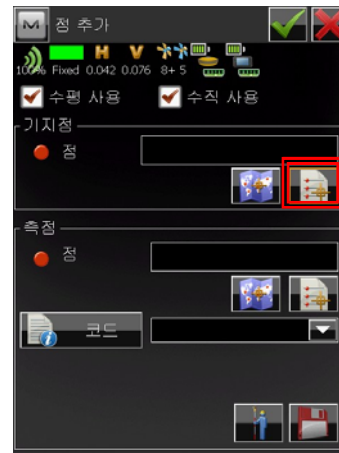 M 점 추가
H V
100% Fixed 0.042 0.076 8+ 5
수평 사용 수직 사용
기지점
점
측점
점
코드